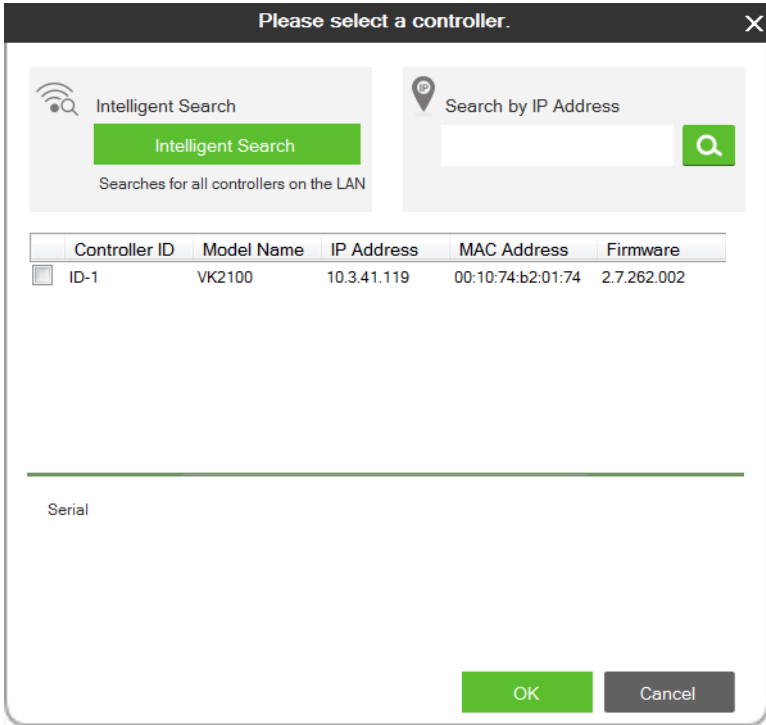 Please select a controller.
Intelligent Search
Intelligent Search
Searches for all controllers on the LAN
IP
Search by IP Address
Controller ID Model Name IP Address MAC Address Firmware
ID-1 VK2100 10.3.41.119 00:10:74:b2:01:74 2.7.262.002
Serial
OK Cancel